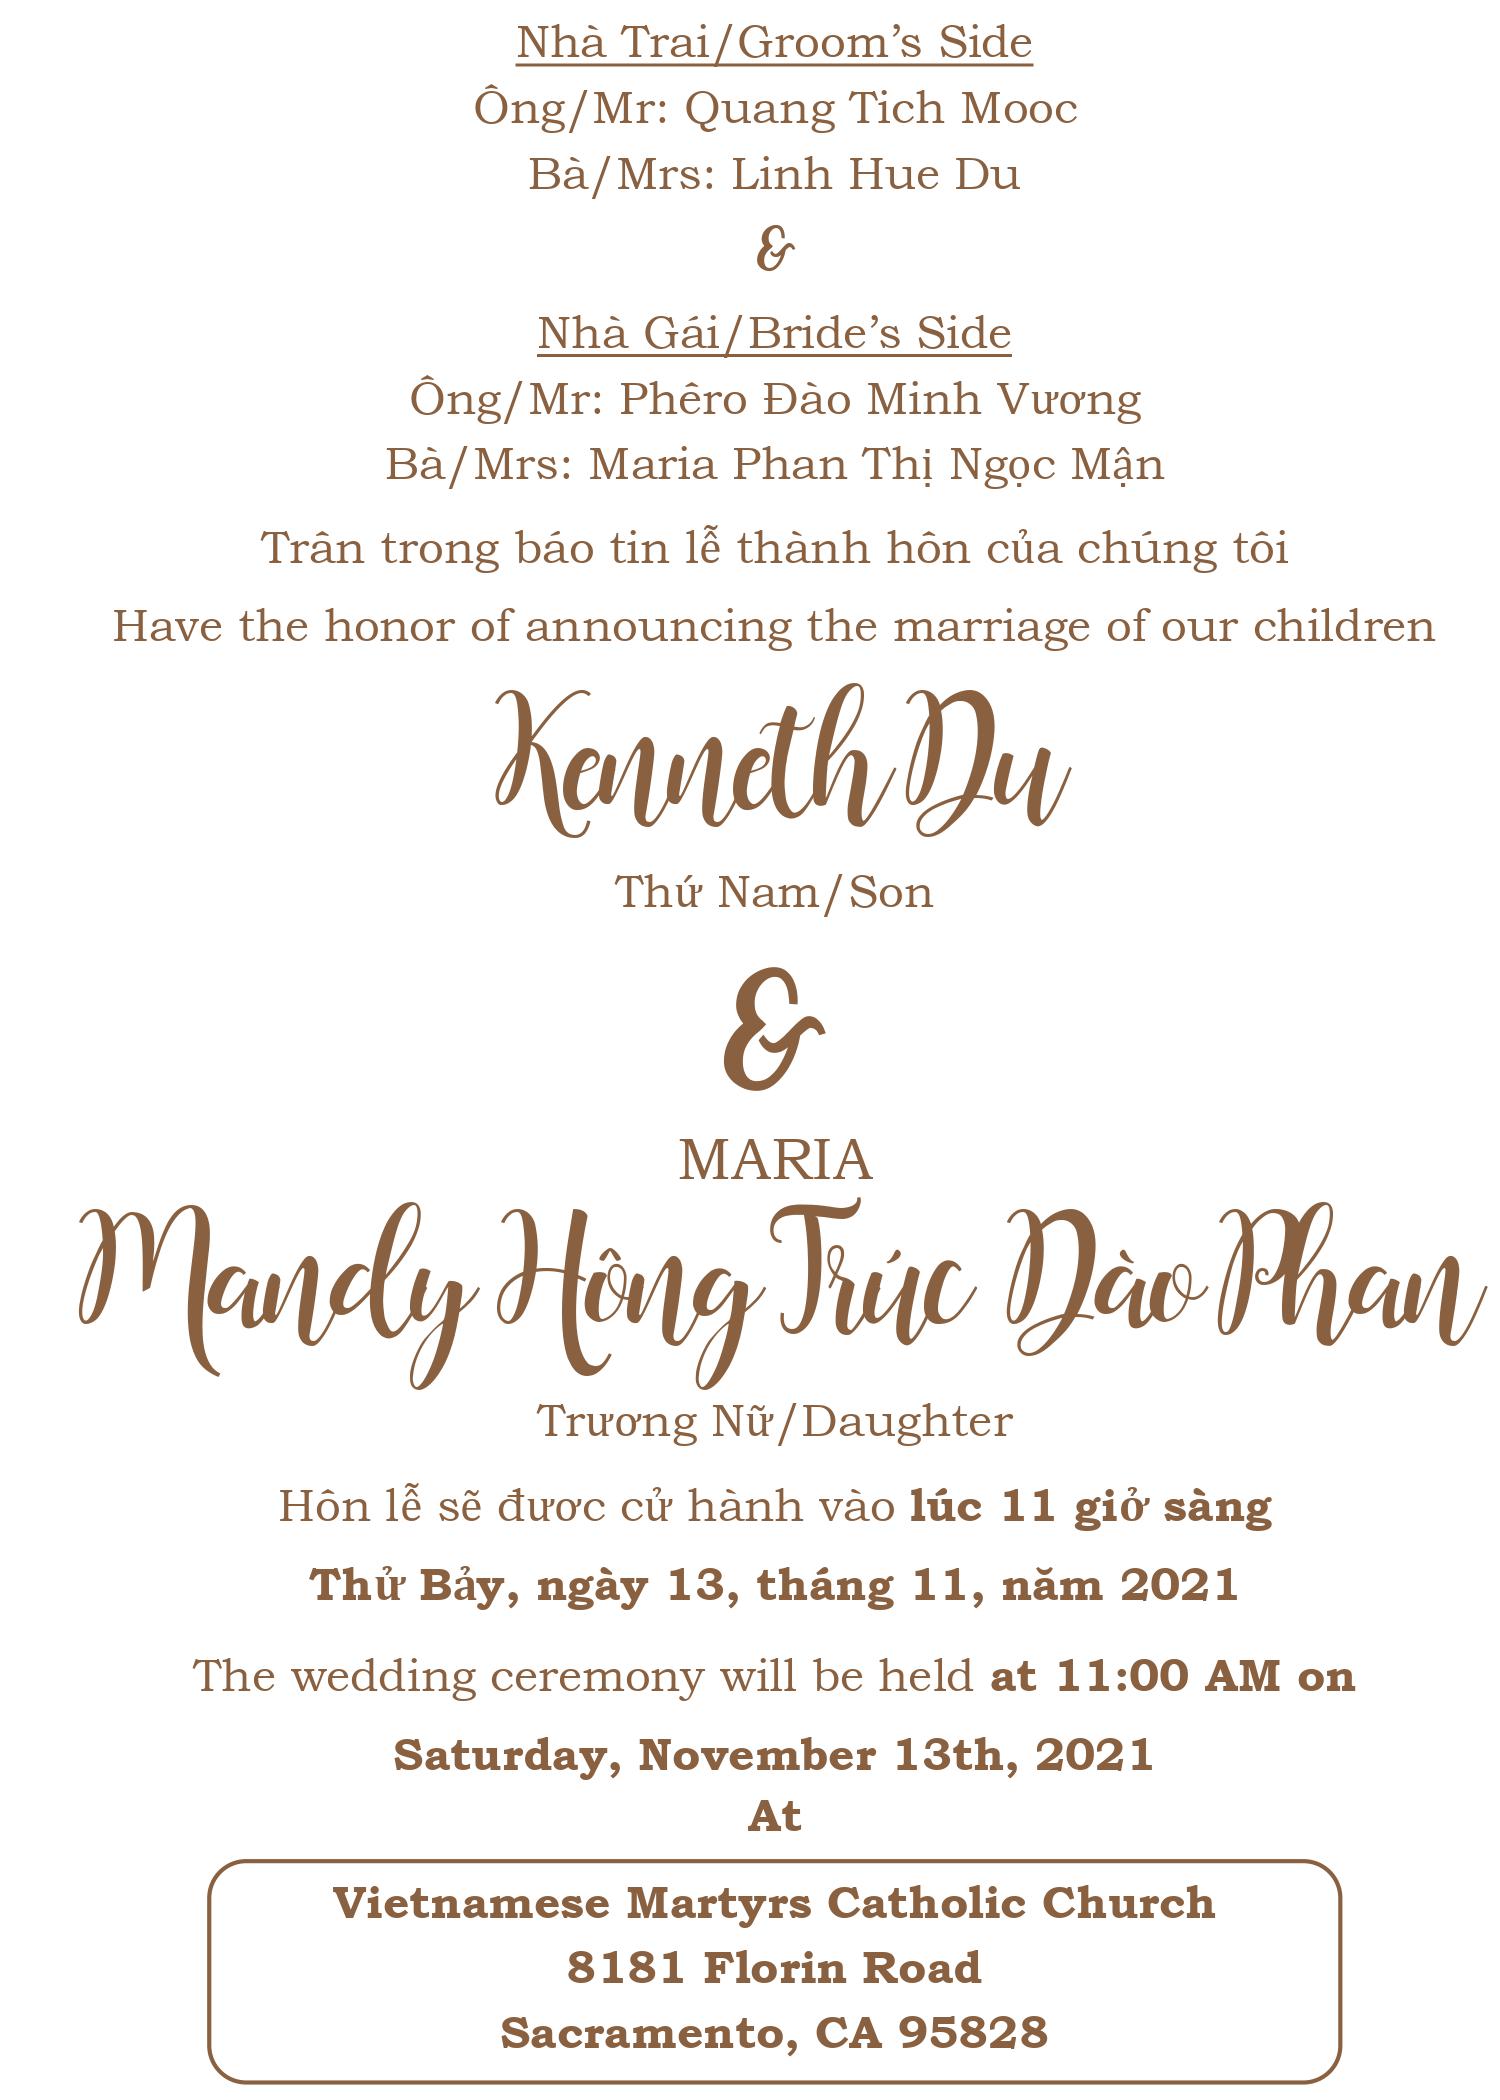 Nhà Trai/Groom’s Side
Ông/Mr: Quang Tich Mooc
Bà/Mrs: Linh Hue Du
&
Nhà Gái/Bride’s Side
Ông/Mr: Phêro Đào Minh Vương
Bà/Mrs: Maria Phan Thị Ngọc Mận
Trân trong báo tin lễ thành hôn của chúng tôi
Have the honor of announcing the marriage of our children
Kenneth Du
Thứ Nam/Son
&
MARIA
Mandy Hông Trúc Dào Phan
Trương Nữ/Daughter
Hôn lễ sẽ đươc cử hành vào lúc 11 giở sàng
Thử Bảy, ngày 13, tháng 11, năm 2021
The wedding ceremony will be held at 11:00 AM on
Saturday, November 13th, 2021
At
Vietnamese Martyrs Catholic Church
8181 Florin Road
Sacramento, CA 95828